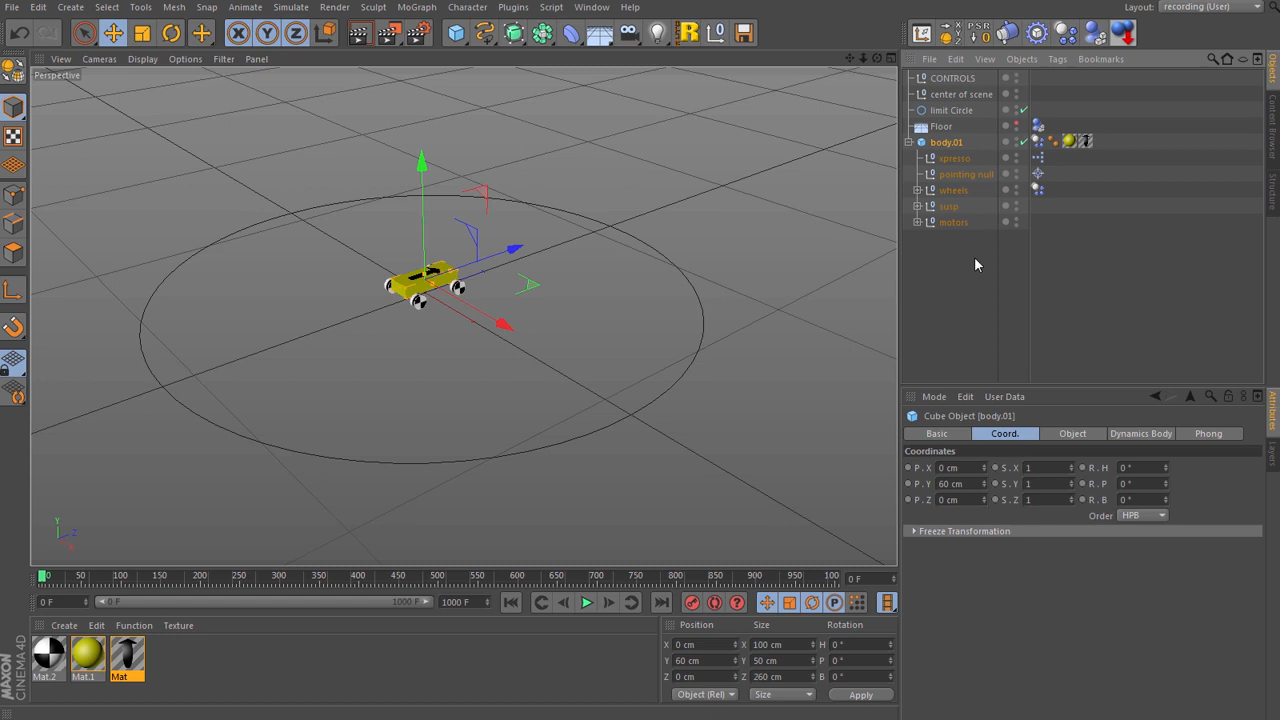 File Edit Create Select Tools Mesh Snap Animate Simulate Render Sculpt MoGraph Character Plugins Script Window Help Layout: recording (User)
View Cameras Display Options Filter Panel
File Edit View Objects Tags Bookmarks
Perspective
CONTROLS
center of scene
limit Circle
Floor
body.01
xpresso
pointing null
wheels
susp
motors
Objects
Content Browser
Structure
Mode Edit User Data
Attributes
Layers
Cube Object [body.01]
Basic Coord. Object Dynamics Body Phong
Coordinates
P . X 0 cm S . X 1 R . H 0 °
P . Y 60 cm S . Y 1 R . P 0 °
P . Z 0 cm S . Z 1 R . B 0 °
Order HPB
Freeze Transformation
Y
Z
X
0 50 100 150 200 250 300 350 400 450 500 550 600 650 700 750 800 850 900 950 100 0 F
0 F 0 F 1000 F 1000 F
Create Edit Function Texture
Mat.2 Mat.1 Mat
Position Size Rotation
X 0 cm X 100 cm H 0 °
Y 60 cm Y 50 cm P 0 °
Z 0 cm Z 260 cm B 0 °
Object (Rel) Size Apply
MAXON
CINEMA 4D